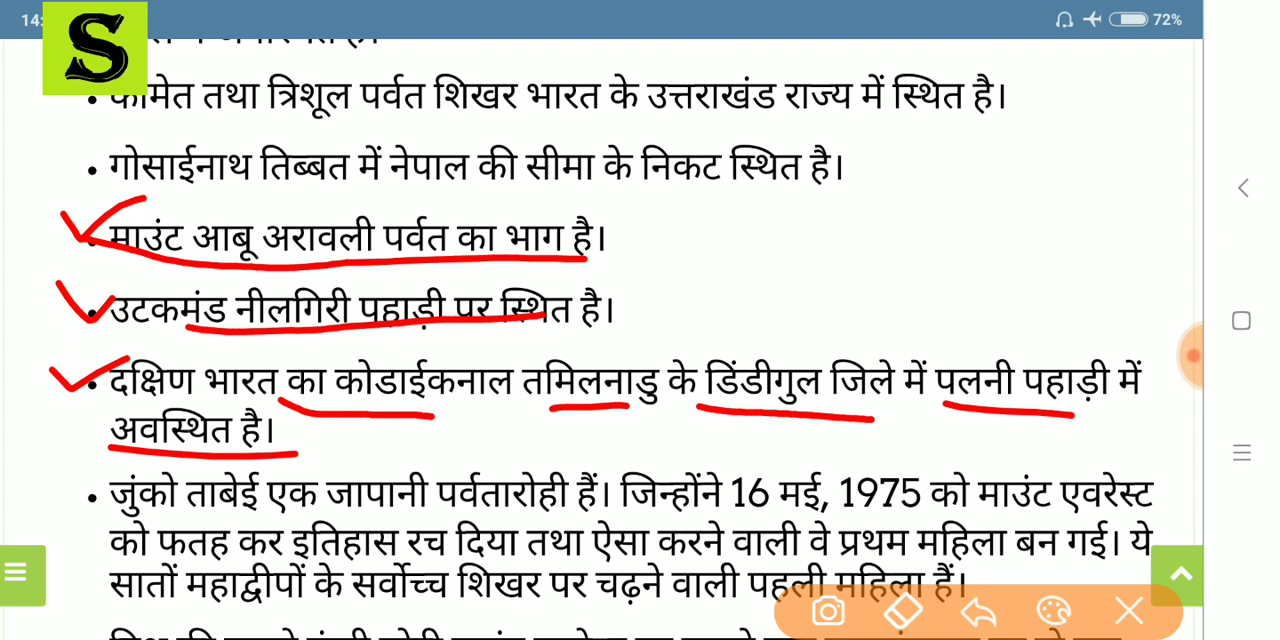 14:
72%
S
कामेत तथा त्रिशूल पर्वत शिखर भारत के उत्तराखंड राज्य में स्थित है।
गोसाईनाथ तिब्बत में नेपाल की सीमा के निकट स्थित है।
माउंट आबू अरावली पर्वत का भाग है।
उटकमंड नीलगिरी पहाड़ी पर स्थित है।
दक्षिण भारत का कोडाईकनाल तमिलनाडु के डिंडीगुल जिले में पलनी पहाड़ी में
अवस्थित है।
जुंको ताबेई एक जापानी पर्वतारोही हैं। जिन्होंने 16 मई, 1975 को माउंट एवरेस्ट
को फतह कर इतिहास रच दिया तथा ऐसा करने वाली वे प्रथम महिला बन गई। ये
सातों महाद्वीपों के सर्वोच्च शिखर पर चढ़ने वाली पहली महिला हैं।